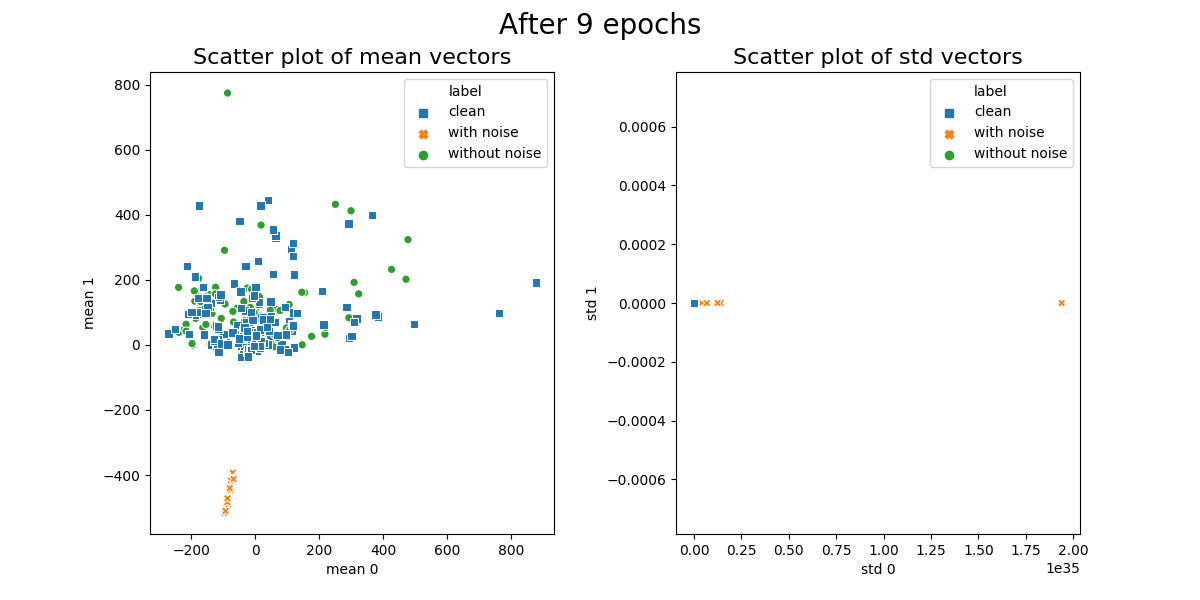 After 9 epochs
Scatter plot of mean vectors
800
600
400
200
0
−200
−400
mean 1
−200 0 200 400 600 800
mean 0
label
clean
with noise
without noise
Scatter plot of std vectors
0.0006
0.0004
0.0002
0.0000
−0.0002
−0.0004
−0.0006
std 1
0.00 0.25 0.50 0.75 1.00 1.25 1.50 1.75 2.00
std 0
1e35
label
clean
with noise
without noise